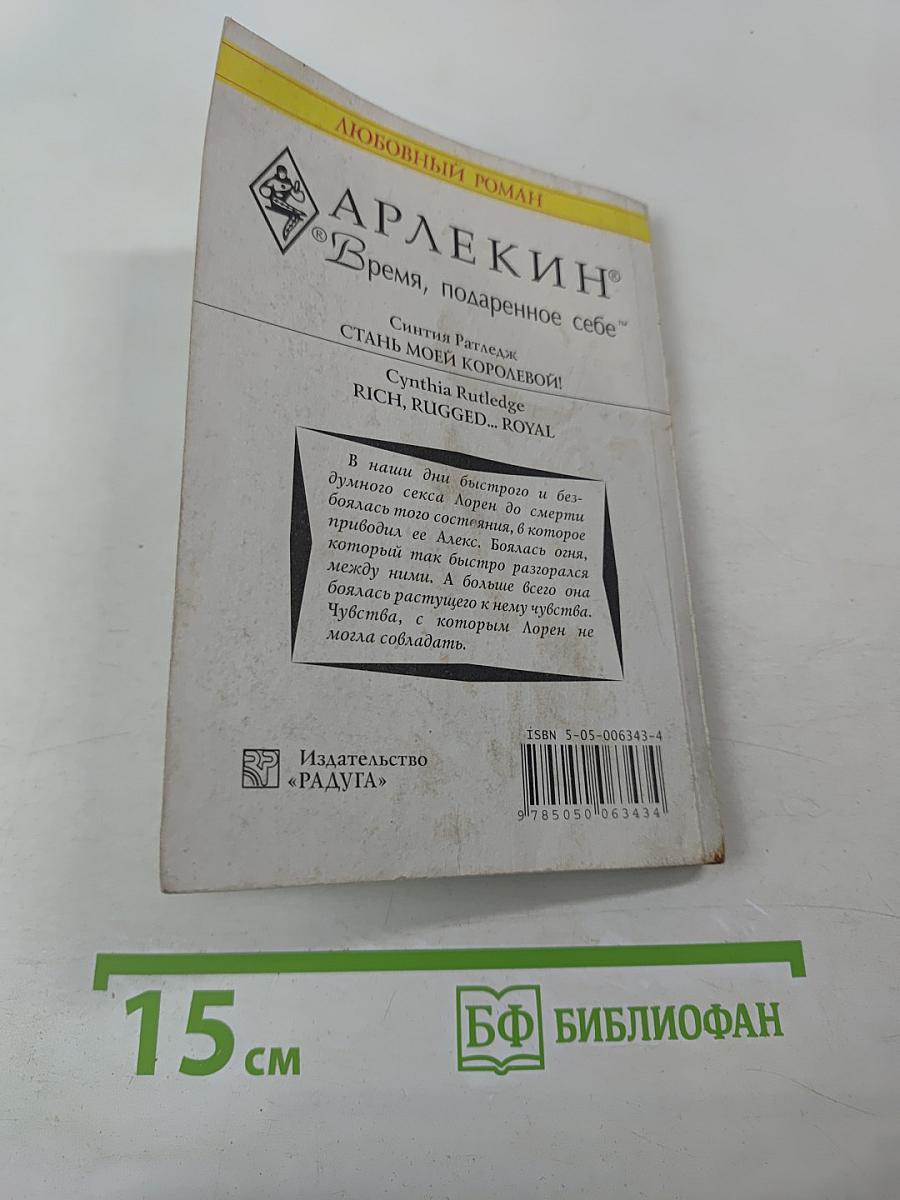 ЛЮБОВНЫЙ РОМАН
АРЛЕКИН®
®Время, подаренное себе™
Синтия Ратледж
СТАНЬ МОЕЙ КОРОЛЕВОЙ!
Cynthia Rutledge
RICH, RUGGED... ROYAL
В наши дни быстрого и без-
думного секса Лорен до смерти
боялась того состояния, в которое
приводил ее Алекс. Боялась огня,
который так быстро разгорался
между ними. А больше всего она
боялась растущего к нему чувства.
Чувства, с которым Лорен не
могла совладать.
ISBN 5-05-006343-4
9 785050 063434
Издательство
«РАДУГА»
15 см
БФ БИБЛИОФАН